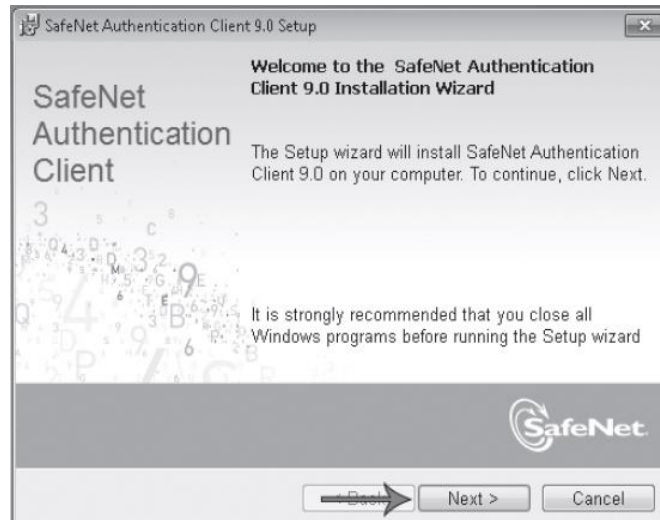 SafeNet Authentication Client 9.0 Setup
SafeNet
Authentication
Client
Welcome to the SafeNet Authentication
Client 9.0 Installation Wizard
The Setup wizard will install SafeNet Authentication
Client 9.0 on your computer. To continue, click Next.
It is strongly recommended that you close all
Windows programs before running the Setup wizard
SafeNet.
< Back
Next >
Cancel